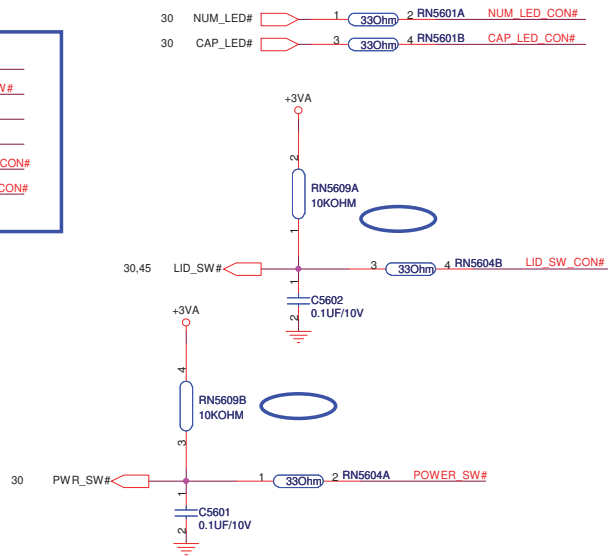 30 NUM_LED# 1 33Ohm 2 RN5601A NUM_LED_CON#
30 CAP_LED# 3 33Ohm 4 RN5601B CAP_LED_CON#
W#
CON#
CON#
+3VA
2
RN5609A
10KOHM
1
30,45 LID_SW# 3 33Ohm 4 RN5604B LID_SW_CON#
1
C5602
0.1UF/10V
2
+3VA
4
RN5609B
10KOHM
3
30 PWR_SW# 1 33Ohm 2 RN5604A POWER_SW#
1
C5601
0.1UF/10V
2